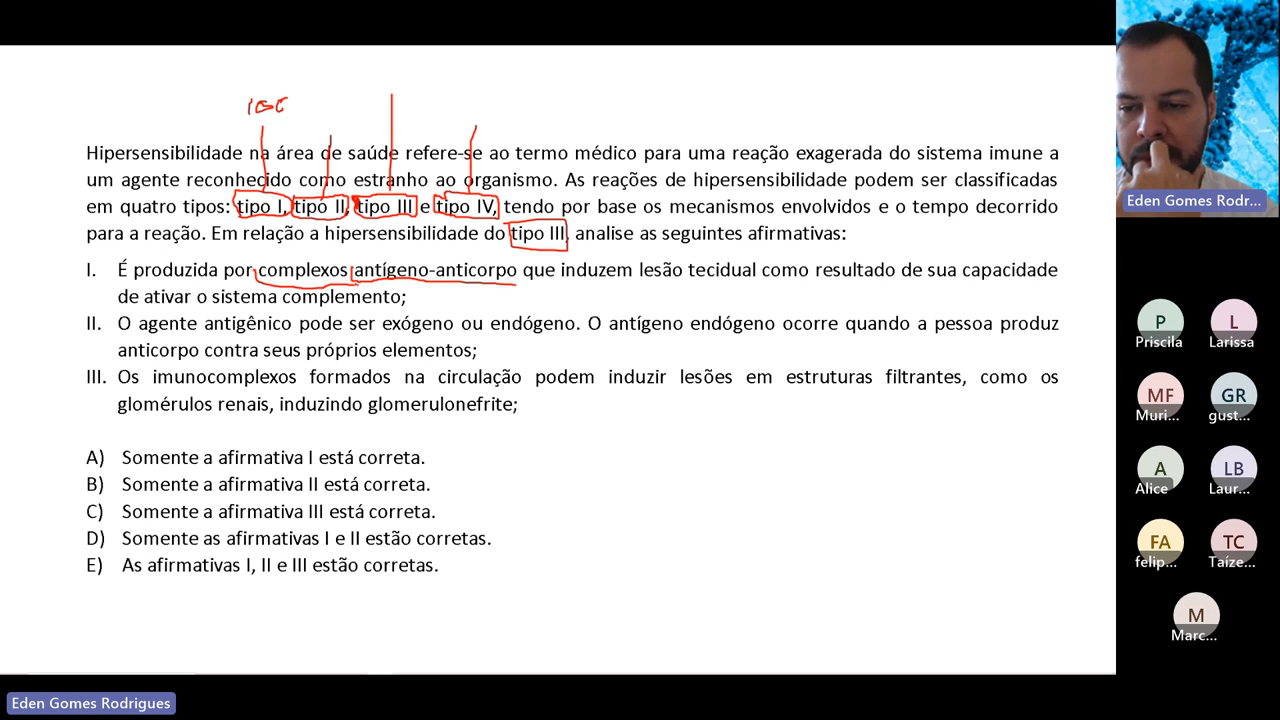 IGE
Hipersensibilidade na área de saúde refere-se ao termo médico para uma reação exagerada do sistema imune a
um agente reconhecido como estranho ao organismo. As reações de hipersensibilidade podem ser classificadas
em quatro tipos: tipo I, tipo II, tipo III e tipo IV, tendo por base os mecanismos envolvidos e o tempo decorrido
para a reação. Em relação a hipersensibilidade do tipo III, analise as seguintes afirmativas:
I. É produzida por complexos antígeno-anticorpo que induzem lesão tecidual como resultado de sua capacidade
de ativar o sistema complemento;
II. O agente antigênico pode ser exógeno ou endógeno. O antígeno endógeno ocorre quando a pessoa produz
anticorpo contra seus próprios elementos;
III. Os imunocomplexos formados na circulação podem induzir lesões em estruturas filtrantes, como os
glomérulos renais, induzindo glomerulonefrite;
A) Somente a afirmativa I está correta.
B) Somente a afirmativa II está correta.
C) Somente a afirmativa III está correta.
D) Somente as afirmativas I e II estão corretas.
E) As afirmativas I, II e III estão corretas.
Eden Gomes Rodr...
P
Priscila
L
Larissa
MF
Muri...
GR
gust...
A
Alice
LB
Laur...
FA
felip...
TC
Taíze...
M
Marc...
Eden Gomes Rodrigues